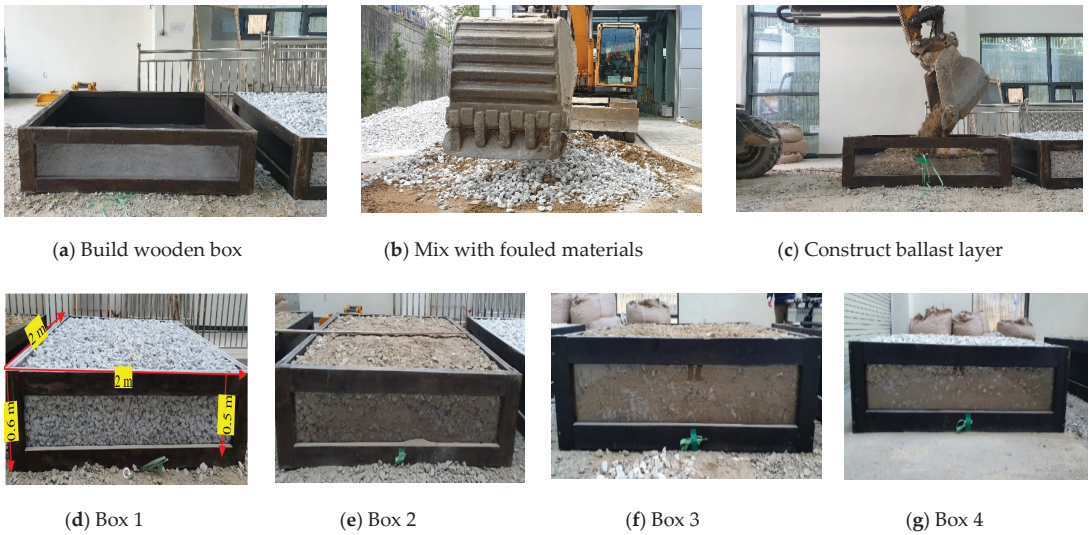 (a) Build wooden box
(b) Mix with fouled materials
(c) Construct ballast layer
2 m
2 m
0.6 m
0.5 m
(d) Box 1
(e) Box 2
(f) Box 3
(g) Box 4